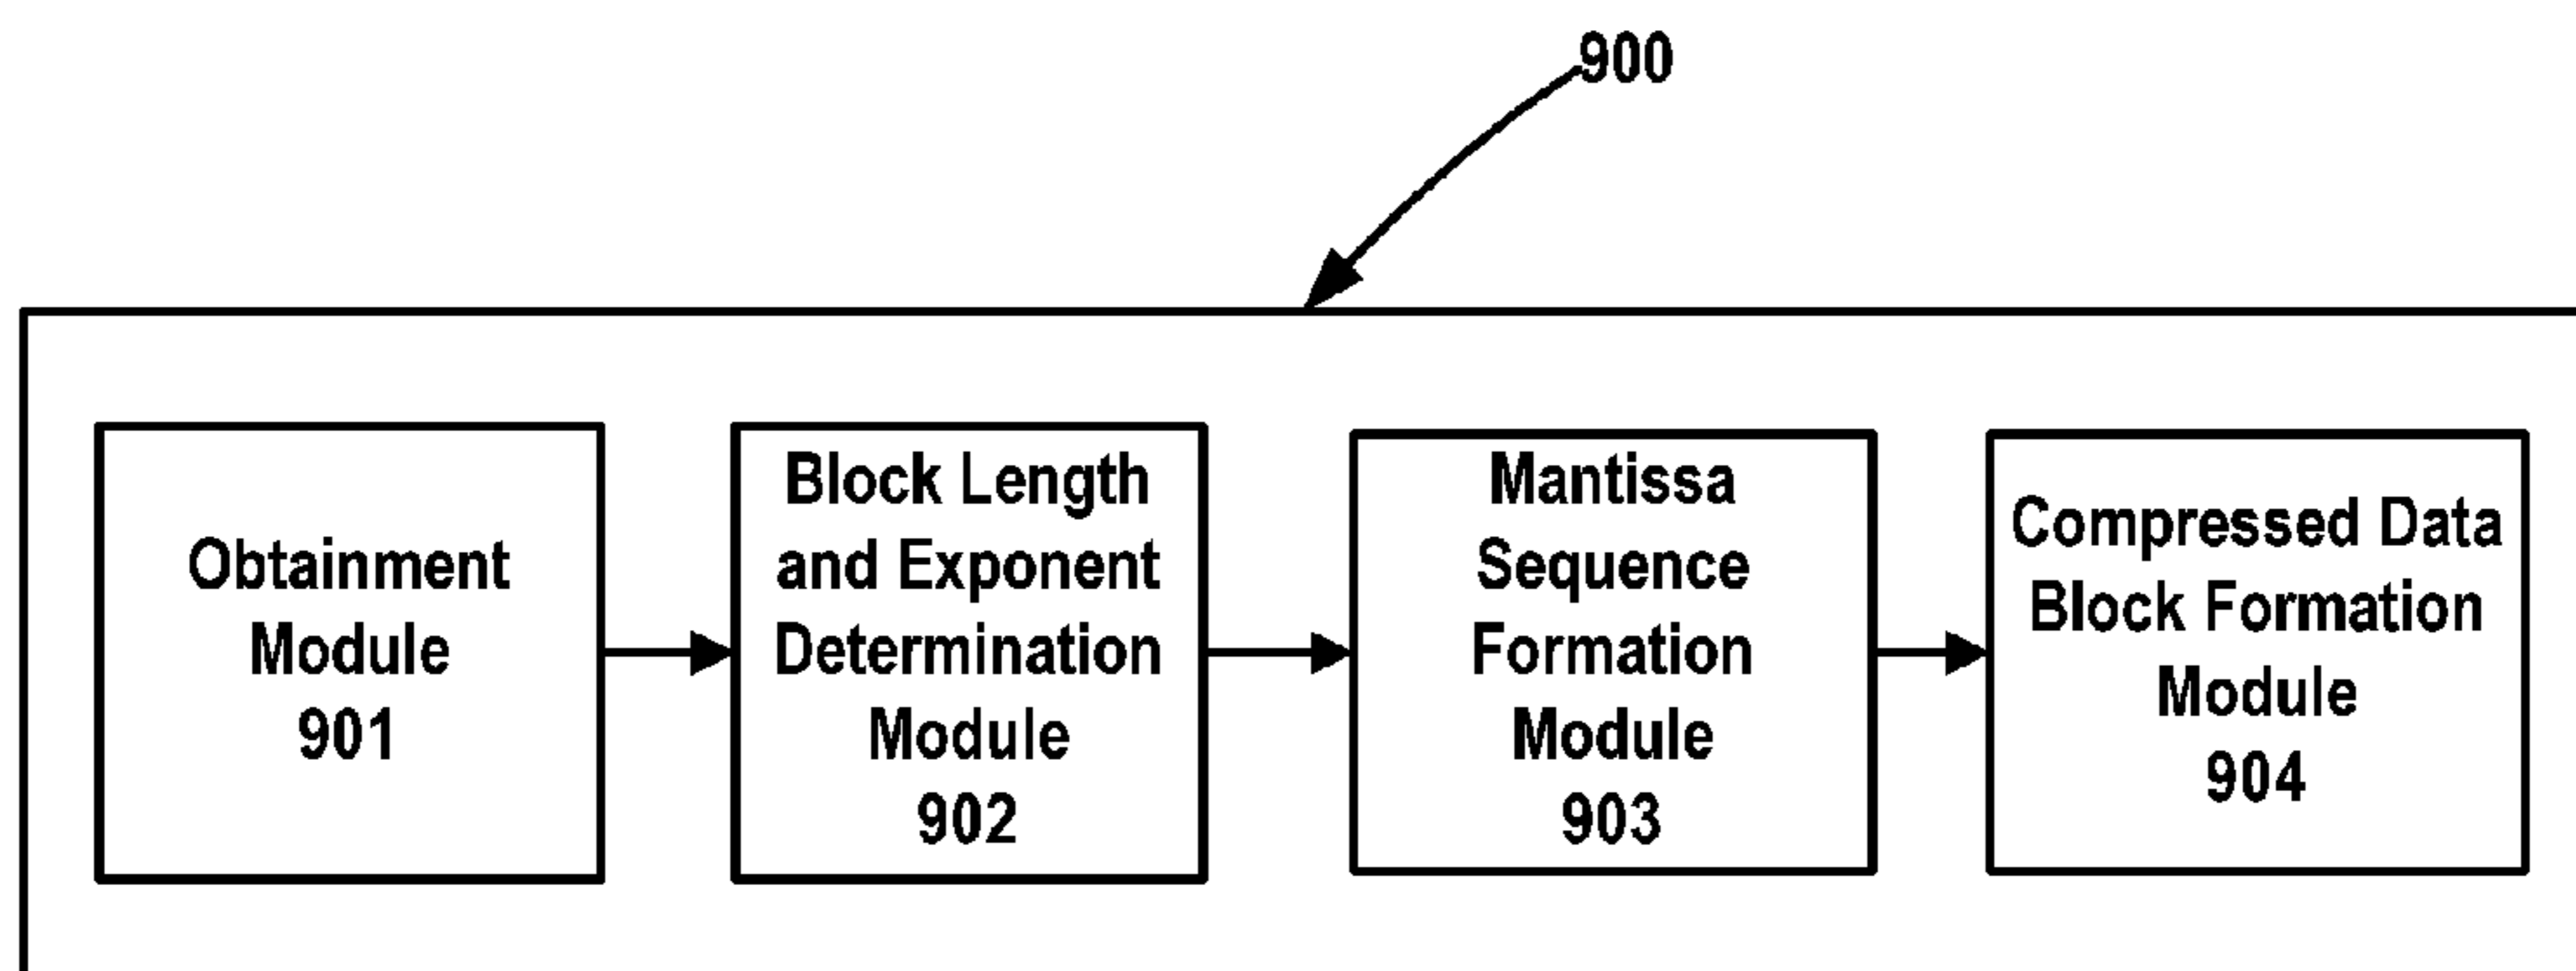 900
Obtainment
Module
901
Block Length
and Exponent
Determination
Module
902
Mantissa
Sequence
Formation
Module
903
Compressed Data
Block Formation
Module
904